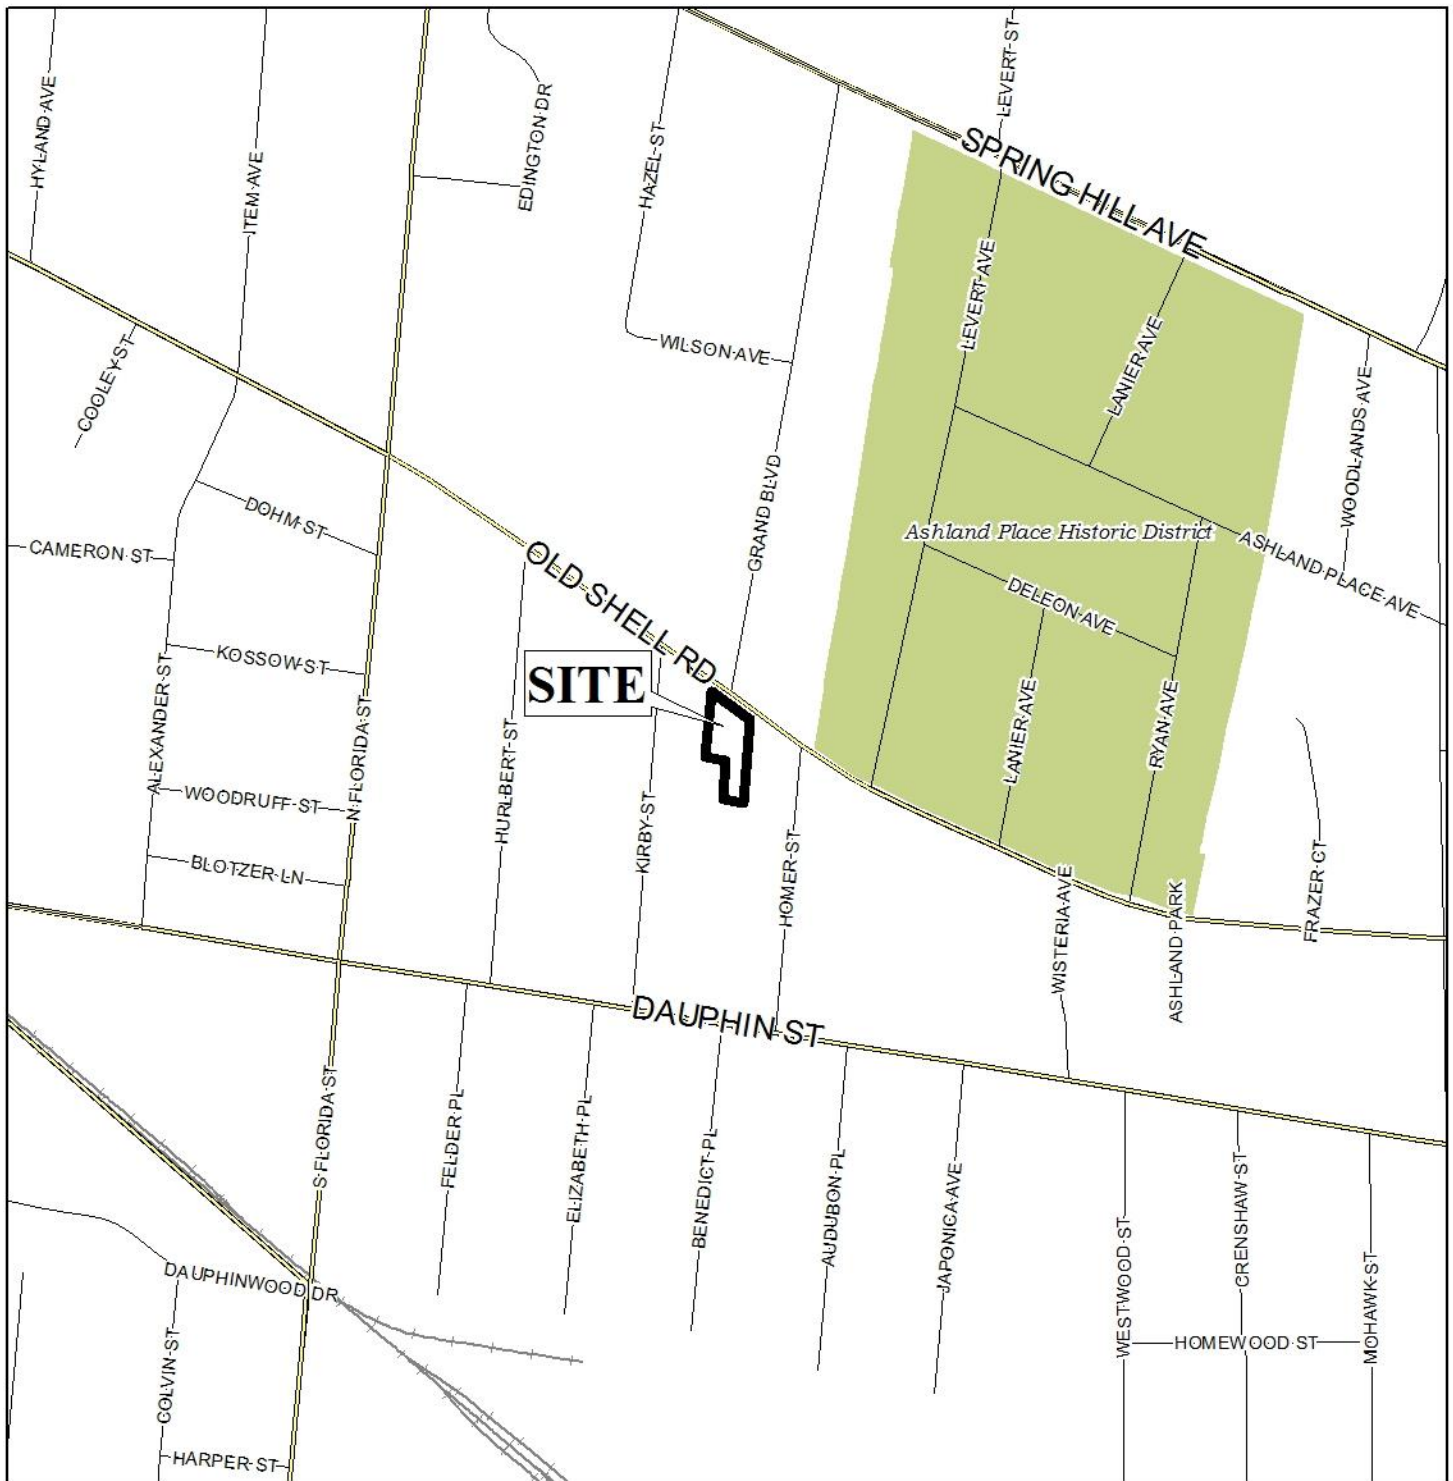 LEVERT ST
HYLAND AVE
ITEM AVE
EDINGTON DR
HAZEL ST
SPRING HILL AVE
LEVERT AVE
LANIER AVE
WILSON AVE
COOLEY ST
WOODLANDS AVE
GRAND BLVD
DOHM ST
CAMERON ST
Ashland Place Historic District
ASHLAND PLACE AVE
OLD SHELL RD
DELEON AVE
KOSSOW ST
SITE
ALEXANDER ST
N FLORIDA ST
HURLBERT ST
LANIER AVE
RYAN AVE
WOODRUFF ST
KIRBY ST
HOMER ST
BLOTZER LN
FRAZER CT
WISTERIA AVE
ASHLAND PARK
DAUPHIN ST
S FLORIDA ST
FELDER PL
ELIZABETH PL
BENEDICT PL
AUDUBON PL
JAPONICA AVE
WESTWOOD ST
CRENSHAW ST
MOHAWK ST
DAUPHINWOOD DR
HOMEWOOD ST
COLVIN ST
HARPER ST